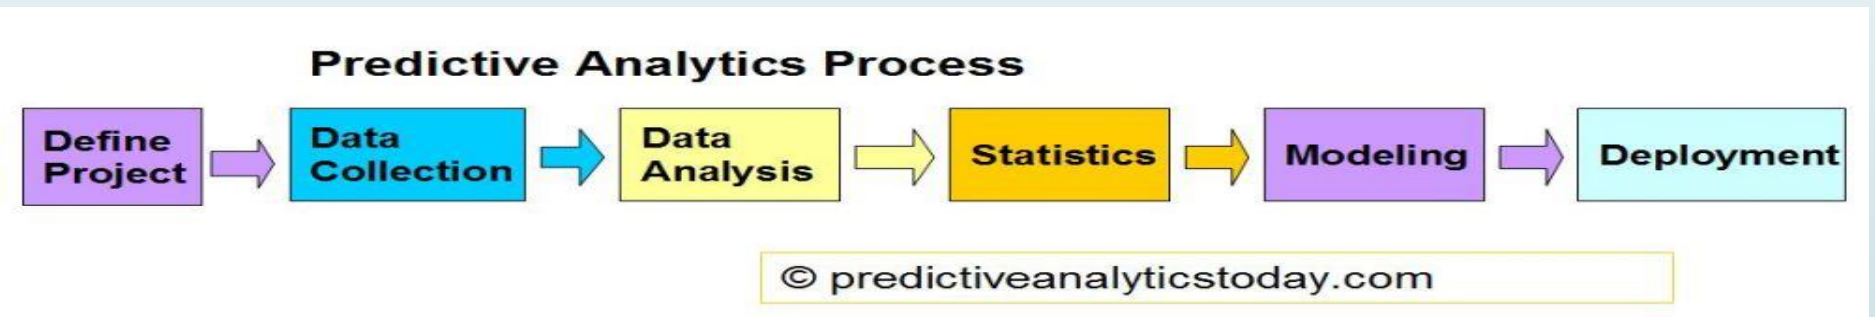 Predictive Analytics Process
Define
Project
Data
Collection
Data
Analysis
Statistics
Modeling
Deployment
© predictiveanalyticstoday.com